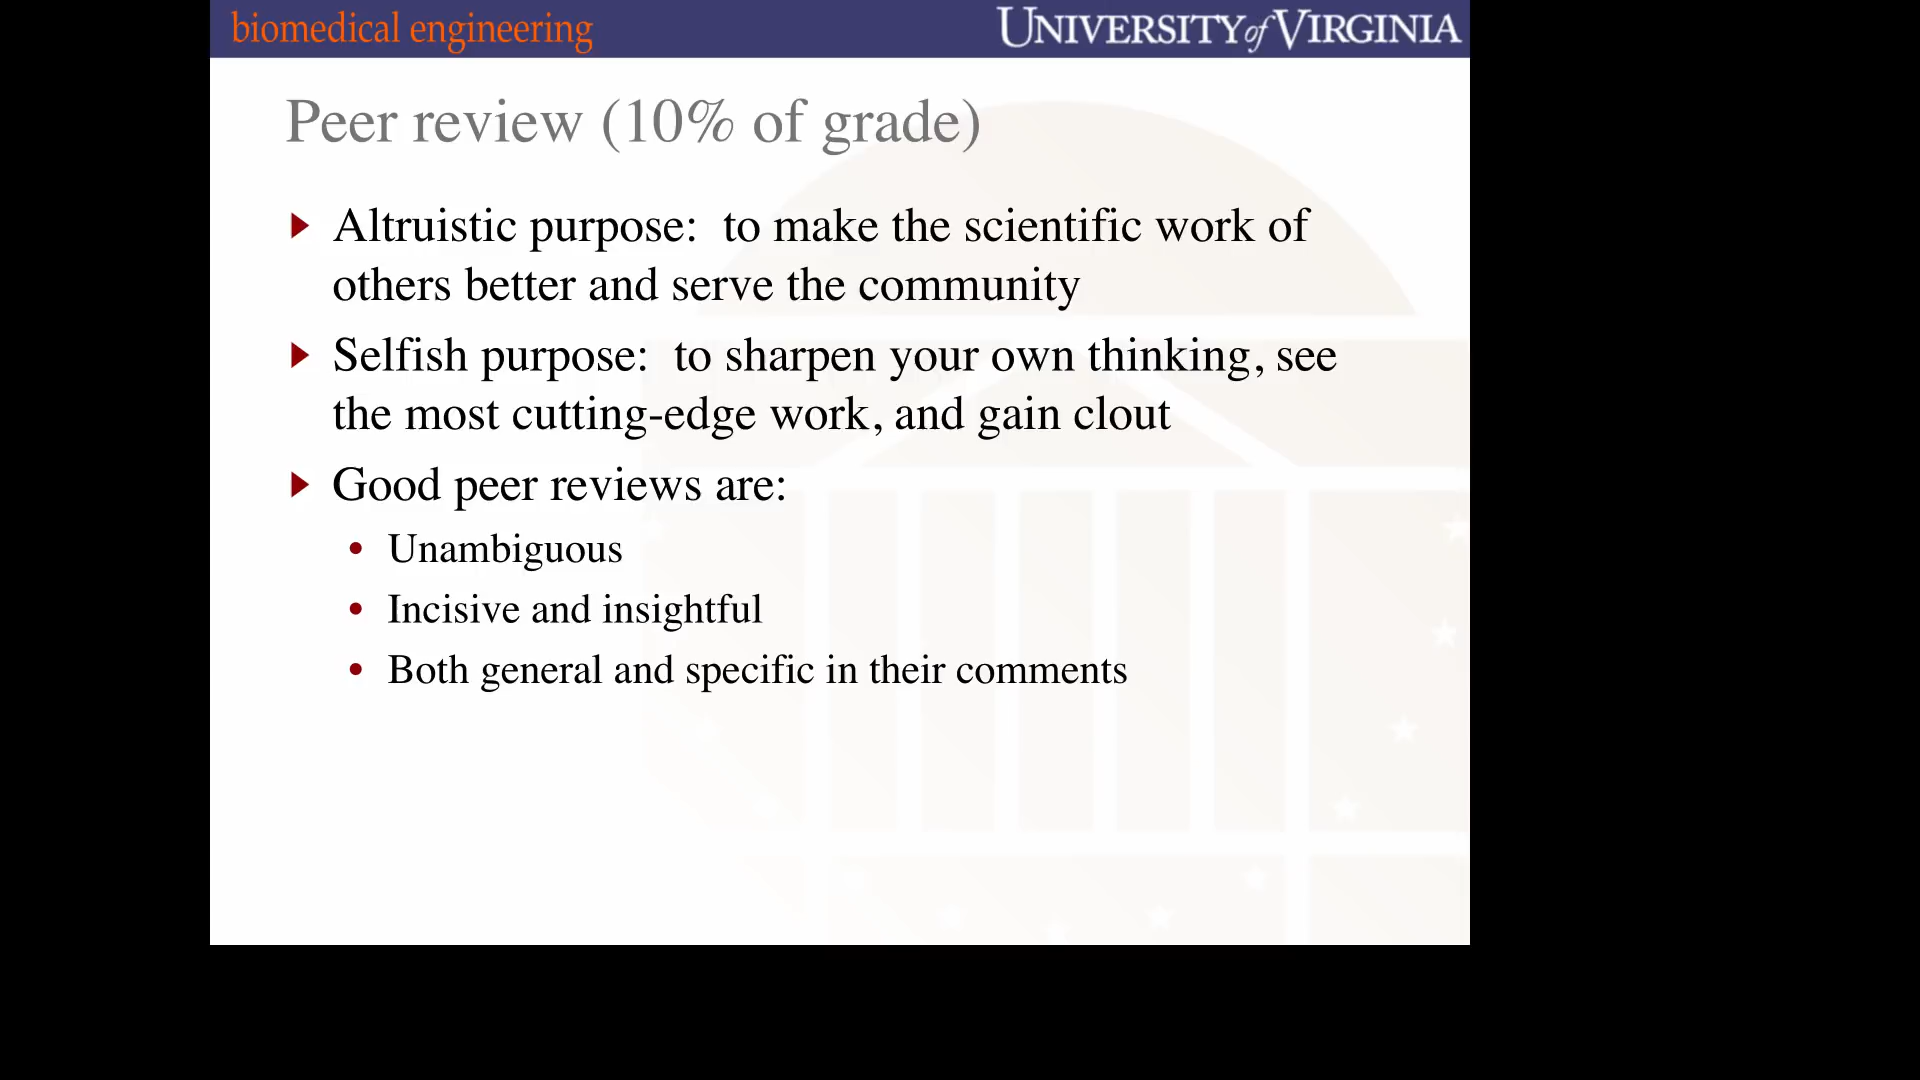 biomedical engineering
UNIVERSITY of VIRGINIA
Peer review (10% of grade)
Altruistic purpose:  to make the scientific work of
others better and serve the community
Selfish purpose:  to sharpen your own thinking, see
the most cutting-edge work, and gain clout
Good peer reviews are:
• Unambiguous
• Incisive and insightful
• Both general and specific in their comments